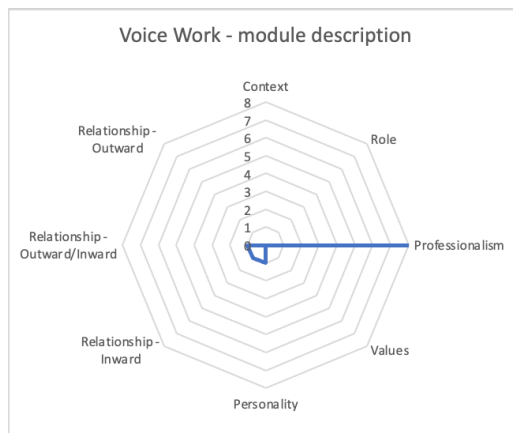 Voice Work - module description
Context
8
7
6
5
4
3
2
1
0
Role
Professionalism
Values
Personality
Relationship -
Inward
Relationship -
Outward/Inward
Relationship -
Outward